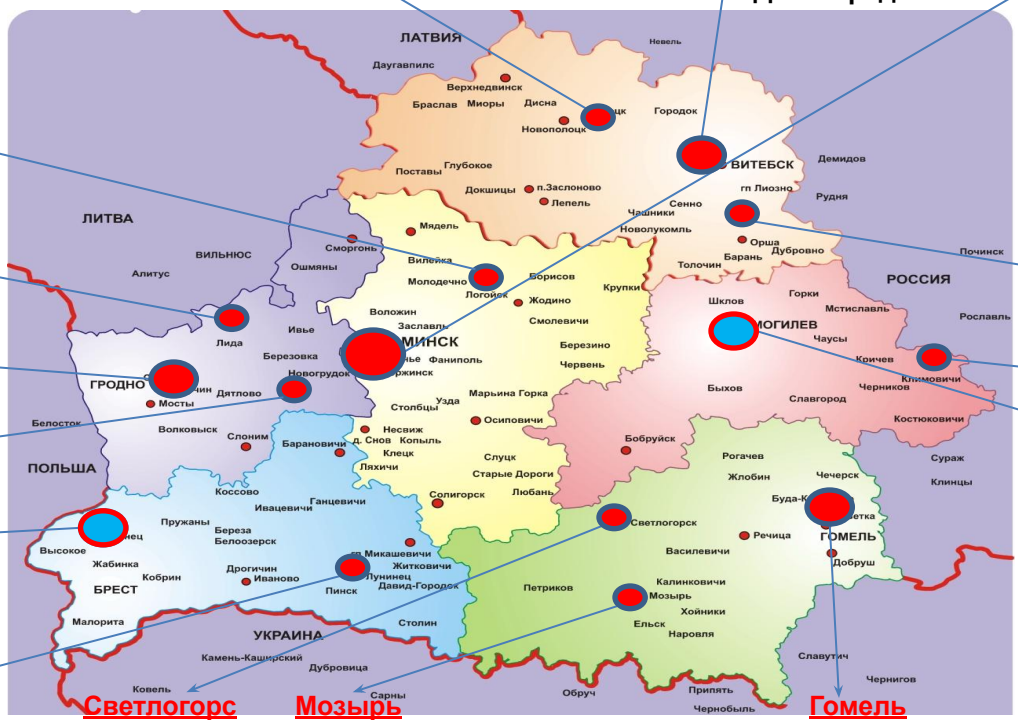 ЛАТВИЯ
Невель
Даугавпилс
Верхнедвинск
Браслав Миоры Дисна
Городок
Новополоцк
ВИТЕБСК
Демидов
Глубокое
Поставы
Докшицы
п.Заслоново
Лепель
гп Лиозно
Рудня
Сенно
Чашники
Новолукомль
ЛИТВА
Мядель
Сморгонь
ВИЛЬНЮС
Ошмяны
Алитус
Орша
Барань
Дубровно
Толочин
Починск
Вилейка
Молодечно
Логойск
Борисов
Крупки
РОССИЯ
Жодино
Смолевичи
Шклов
Горки
Мстиславль
Рославль
Воложин
Заславль
Ивье
Лида
МИНСК
Чаусы
Березовка
Фаниполь
Березино
Червень
Кричев
Климовичи
Новогрудок
ГРОДНО
Дятлово
Мосты
Марьина Горка
Быхов
Славгород
Черников
Костюковичи
Узда
Столбцы
Осиповичи
Белосток
Волковыск
Слоним
Барановичи
Несвиж
д. Снов Копыль
Клецк
Ляхичи
Бобруйск
Слуцк
Старые Дороги
Любань
Рогачев
Жлобин
Чечерск
Сураж
Клинцы
ПОЛЬША
Коссово
Ивацевичи
Ганцевичи
Солигорск
Пружаны
Береза
Белоозерск
Светлогорск
Речица
ГОМЕЛЬ
Добруш
Высокое
Жабинка
Кобрин
Дрогичин
Иваново
Василевичи
Житковичи
Лунинец
Давид-Городок
Пинск
БРЕСТ
Петриков
Калинковичи
Мозырь
Хойники
Ельск
Наровля
Малорита
Столин
УКРАИНА
Камень-Каширский
Дубровица
Славутич
Ковель
Сарны
Обруч
Припять
Чернобыль
Чернигов
Светлогорс
Мозырь
Гомель